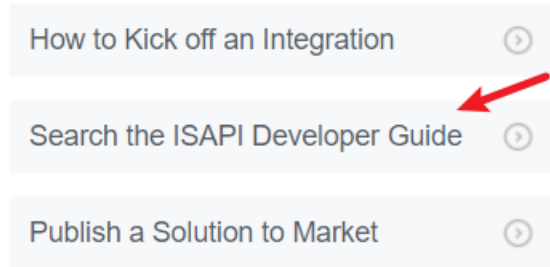 How to Kick off an Integration
Search the ISAPI Developer Guide
Publish a Solution to Market